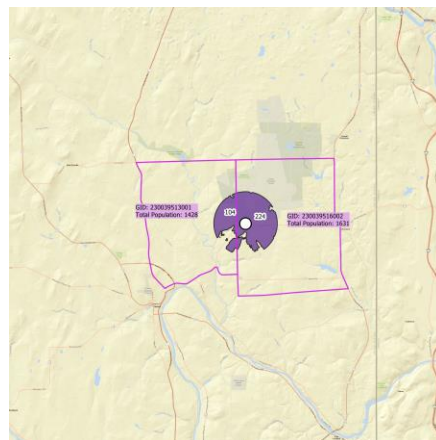 GID: 230039513001
Total Population: 1428
104
224
GID: 230039516002
Total Population: 1631